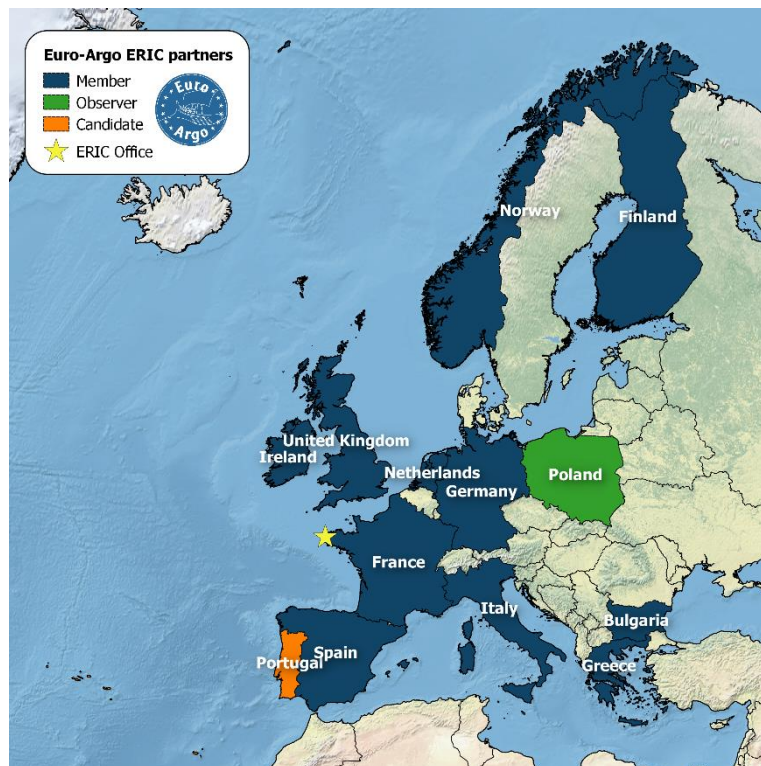 Euro-Argo ERIC partners
Member
Observer
Candidate
ERIC Office
Euro
Argo
Norway
Finland
United Kingdom
Ireland
Netherlands
Germany
Poland
France
Italy
Bulgaria
Spain
Portugal
Greece